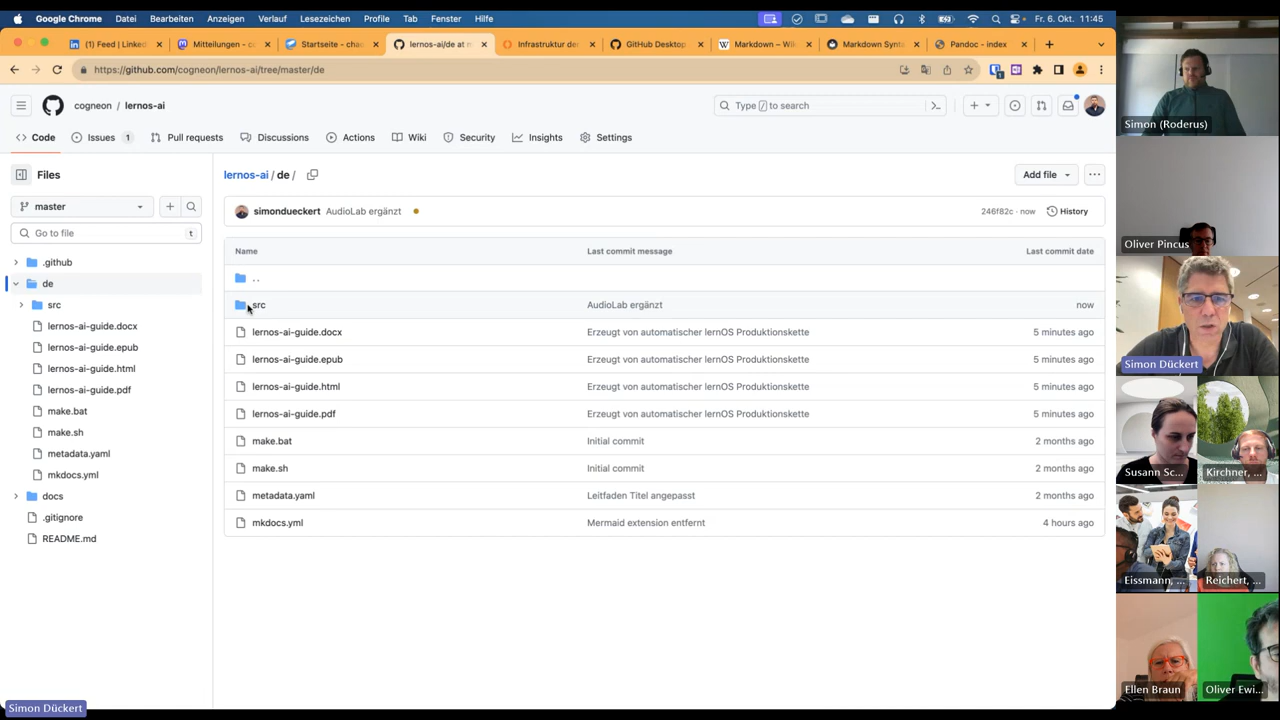 Google Chrome Datei Bearbeiten Anzeigen Verlauf Lesezeichen Profile Tab Fenster Hilfe Fr. 6. Okt. 11:45
(1) Feed | Linke Mitteilungen - c Startseite - chao lernos-ai/de at m Infrastruktur der GitHub Desktop Markdown – Wik Markdown Synta Pandoc - index
https://github.com/cogneon/lernos-ai/tree/master/de
cogneon / lernos-ai Type / to search
Code Issues 1 Pull requests Discussions Actions Wiki Security Insights Settings
Files
lernos-ai / de / Add file
master
simondueckert AudioLab ergänzt 246f82c · now History
Go to file t
Name Last commit message Last commit date
.github
de
..
src
src AudioLab ergänzt now
lernos-ai-guide.docx
lernos-ai-guide.docx Erzeugt von automatischer lernOS Produktionskette 5 minutes ago
lernos-ai-guide.epub
lernos-ai-guide.epub Erzeugt von automatischer lernOS Produktionskette 5 minutes ago
lernos-ai-guide.html
lernos-ai-guide.html Erzeugt von automatischer lernOS Produktionskette 5 minutes ago
lernos-ai-guide.pdf
lernos-ai-guide.pdf Erzeugt von automatischer lernOS Produktionskette 5 minutes ago
make.bat
make.bat Initial commit 2 months ago
make.sh
make.sh Initial commit 2 months ago
metadata.yaml
metadata.yaml Leitfaden Titel angepasst 2 months ago
mkdocs.yml
mkdocs.yml Mermaid extension entfernt 4 hours ago
docs
.gitignore
README.md
Simon Dückert
Simon (Roderus)
Oliver Pincus
Simon Dückert
Susann Sc... Kirchner, ...
Eissmann, ... Reichert, ...
Ellen Braun Oliver Ewi...